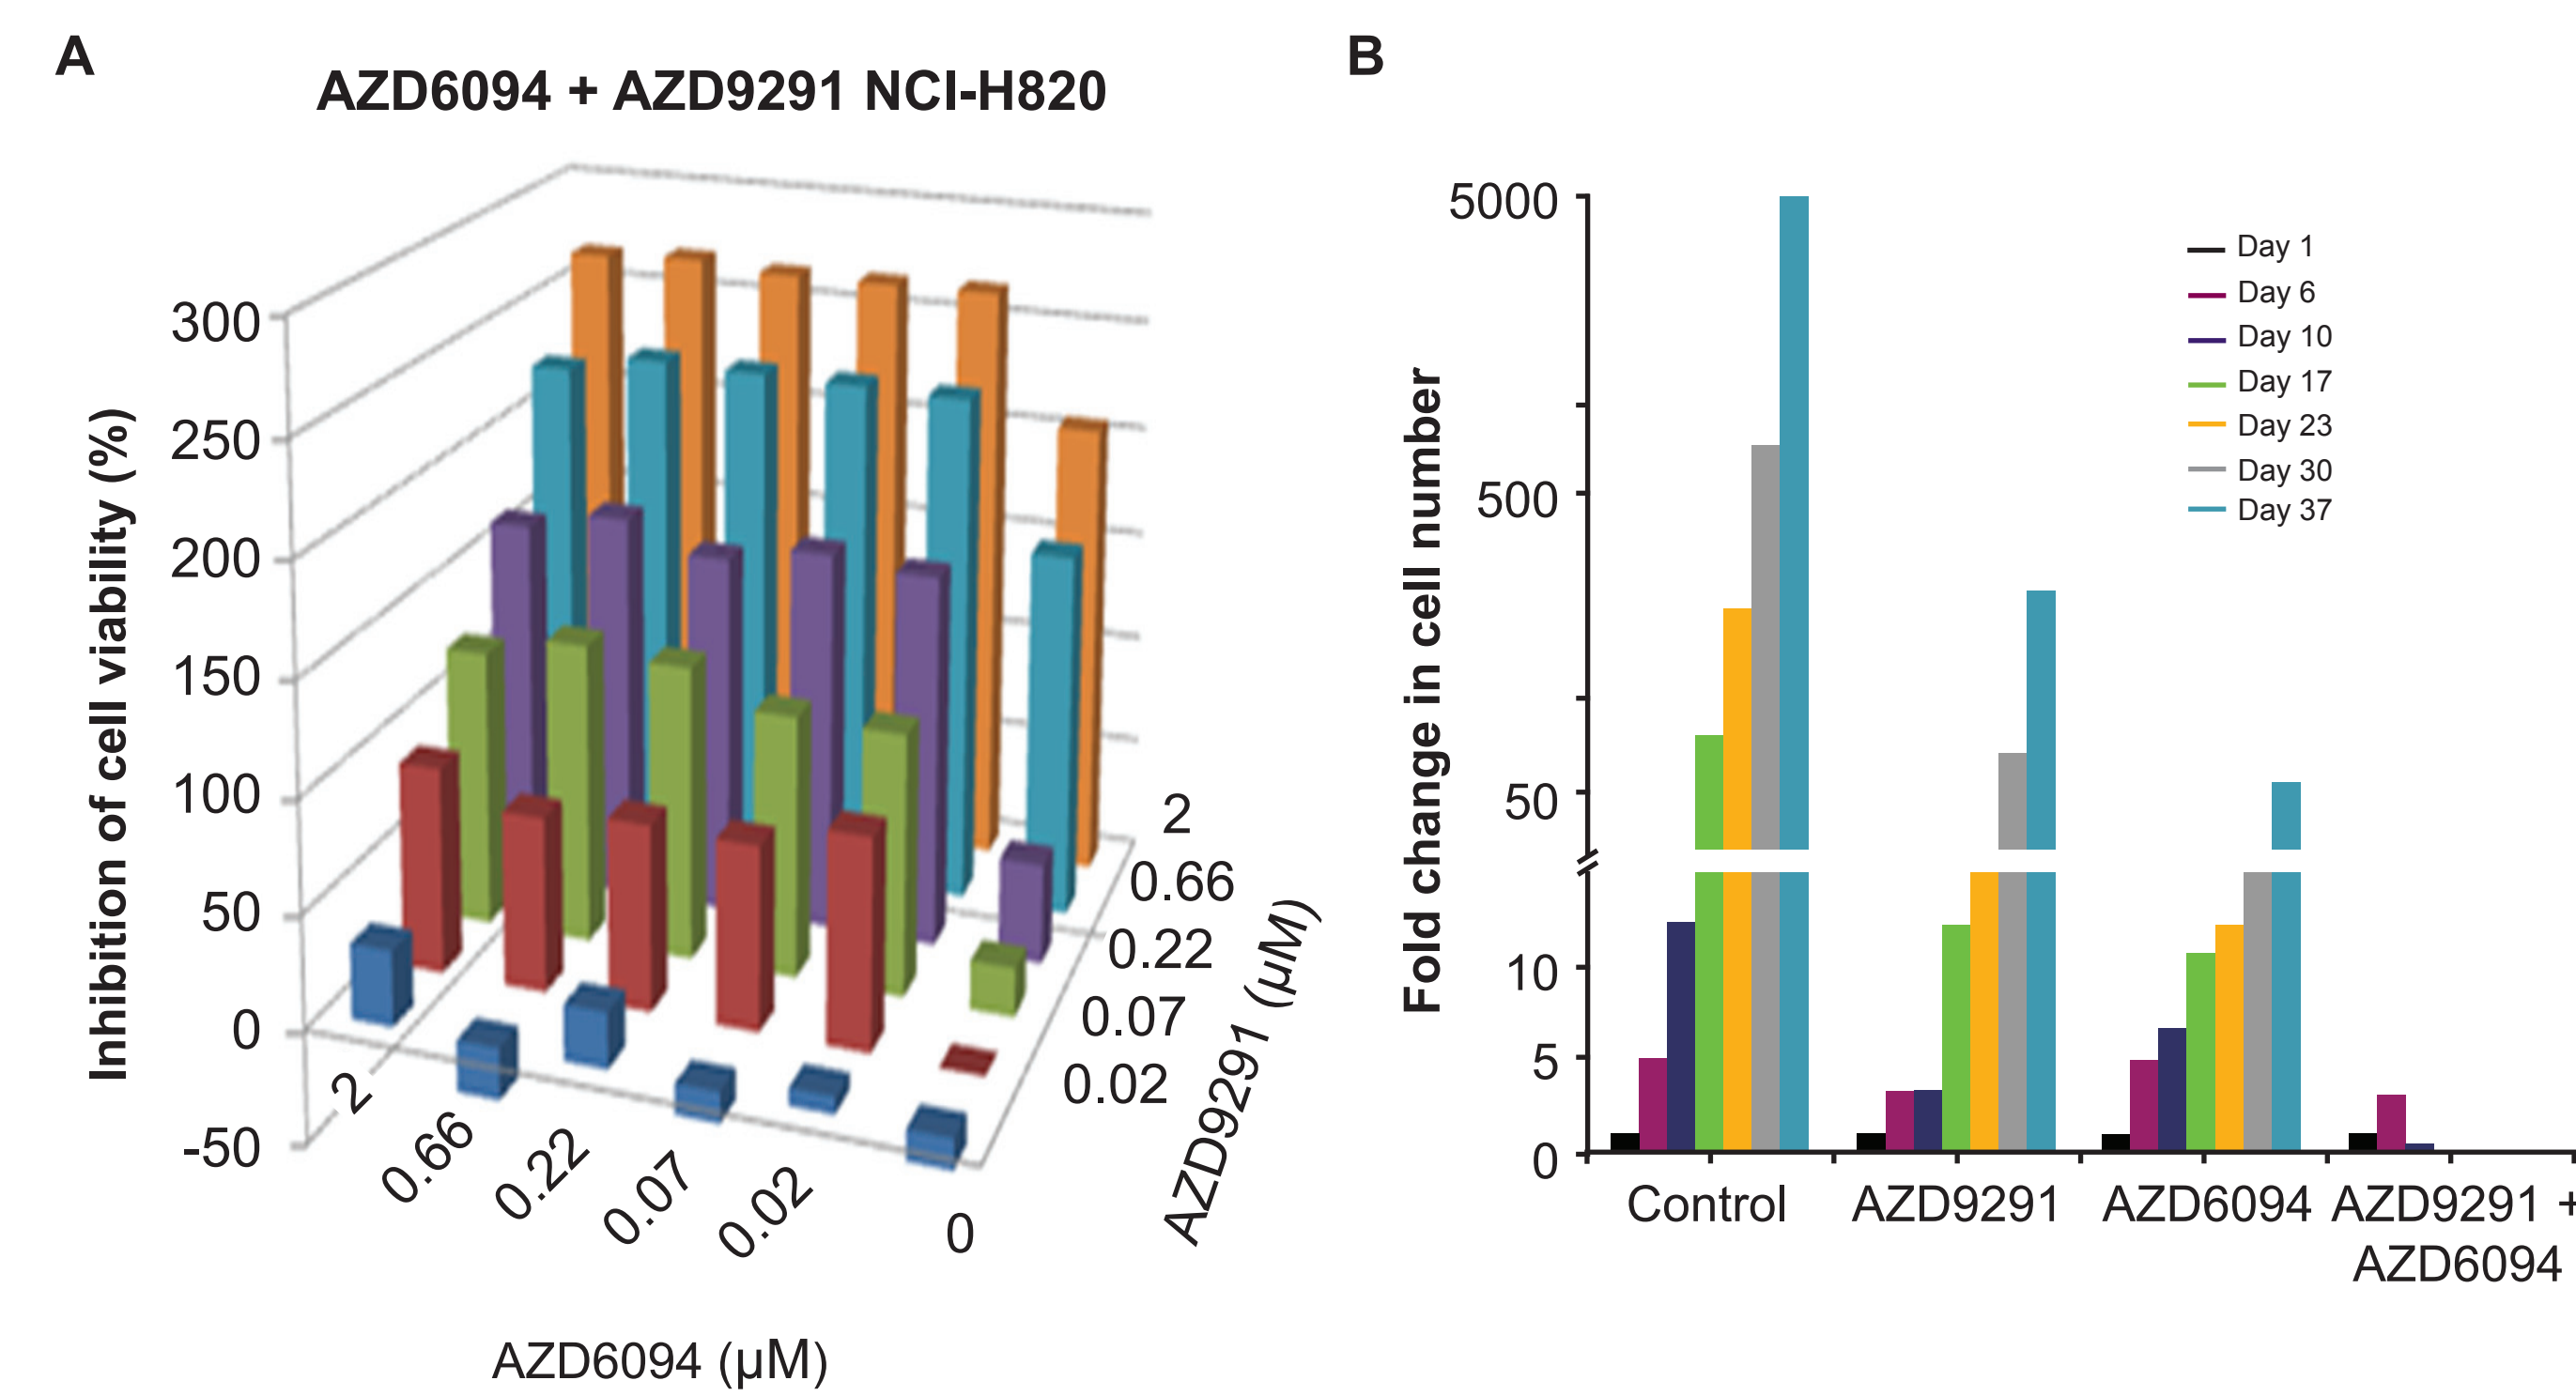 A
AZD6094 + AZD9291 NCI-H820
Inhibition of cell viability (%)
300
250
200
150
100
50
0
-50
2
0.66
0.22
0.07
0.02
0
AZD6094 (µM)
2
0.66
0.22
0.07
0.02
AZD9291 (µM)
B
Fold change in cell number
5000
500
50
10
5
0
Day 1
Day 6
Day 10
Day 17
Day 23
Day 30
Day 37
Control
AZD9291
AZD6094
AZD9291 +
AZD6094